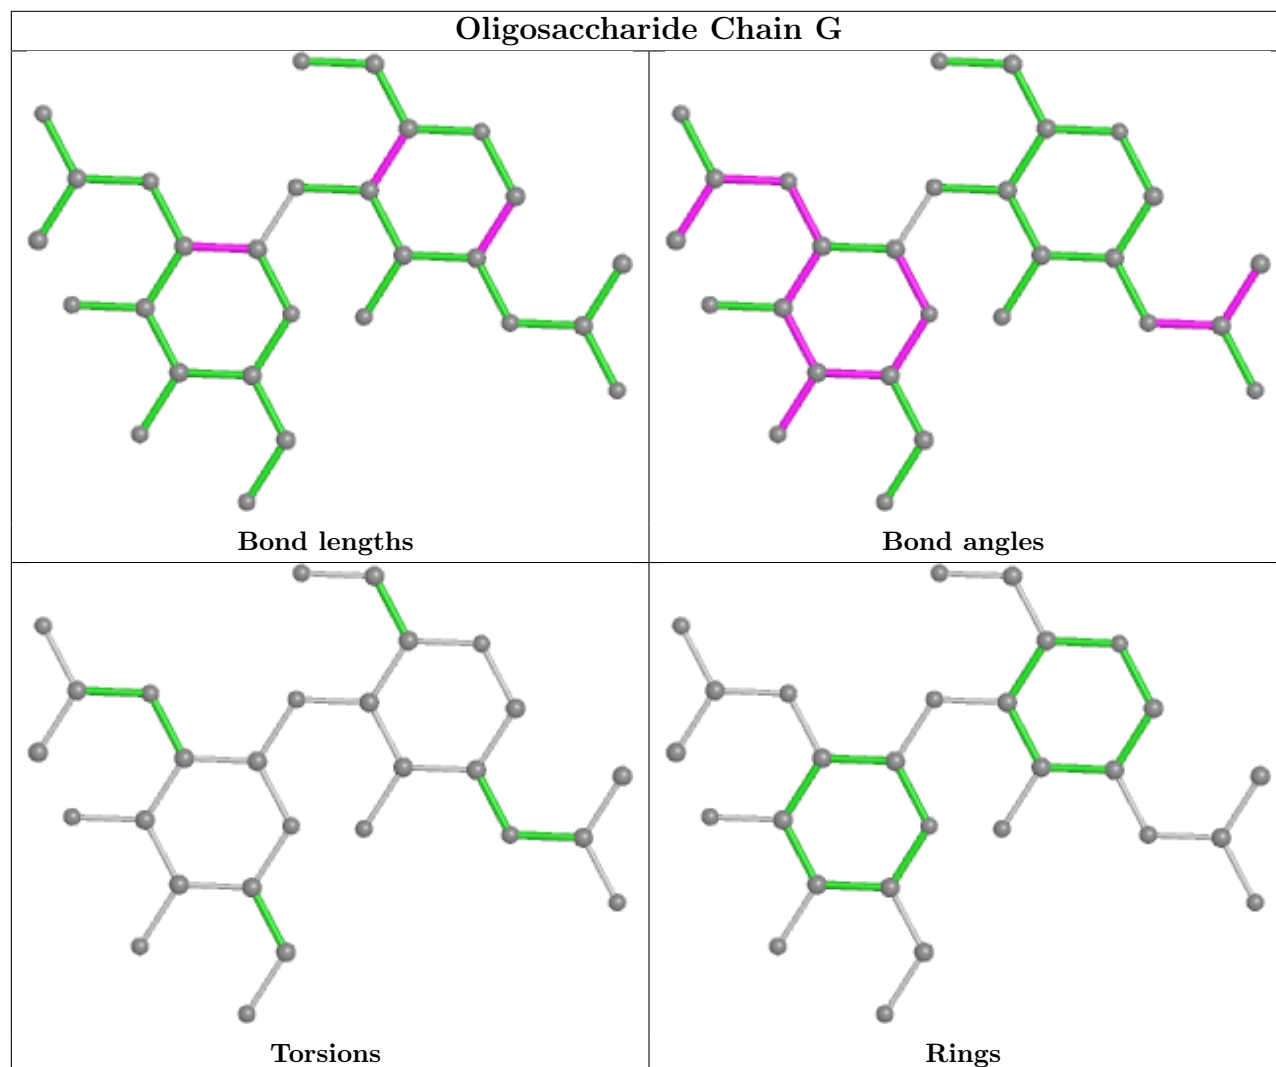 Oligosaccharide Chain G
Bond lengths
Bond angles
Torsions
Rings